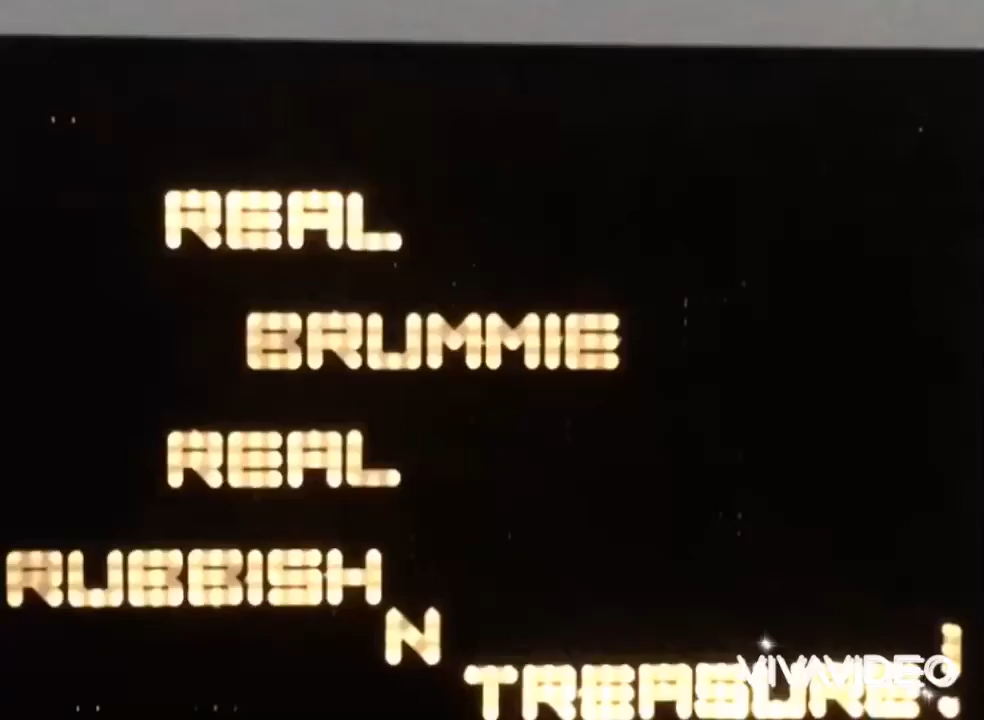 REAL
BRUMMIE
REAL
RUBBISH
N
TREASURE!
VIVAVIDEO